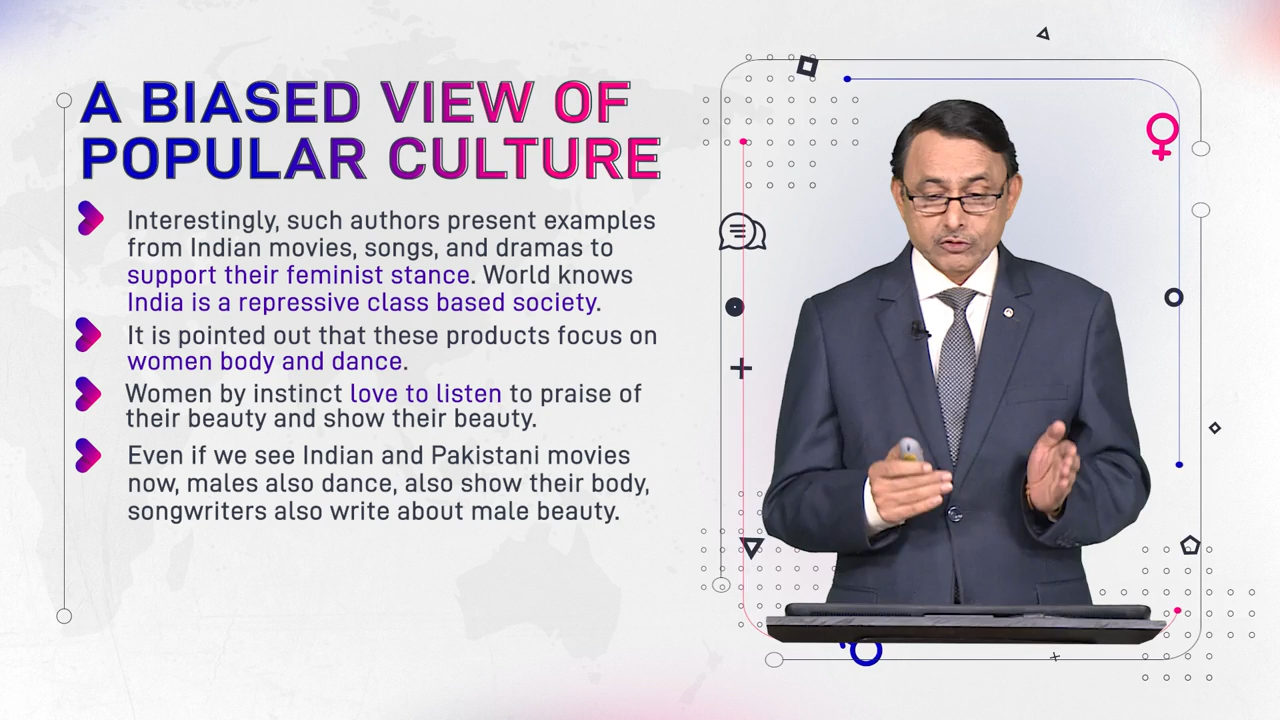 A BIASED VIEW OF
POPULAR CULTURE
Interestingly, such authors present examples
from Indian movies, songs, and dramas to
support their feminist stance. World knows
India is a repressive class based society.
It is pointed out that these products focus on
women body and dance.
Women by instinct love to listen to praise of
their beauty and show their beauty.
Even if we see Indian and Pakistani movies
now, males also dance, also show their body,
songwriters also write about male beauty.